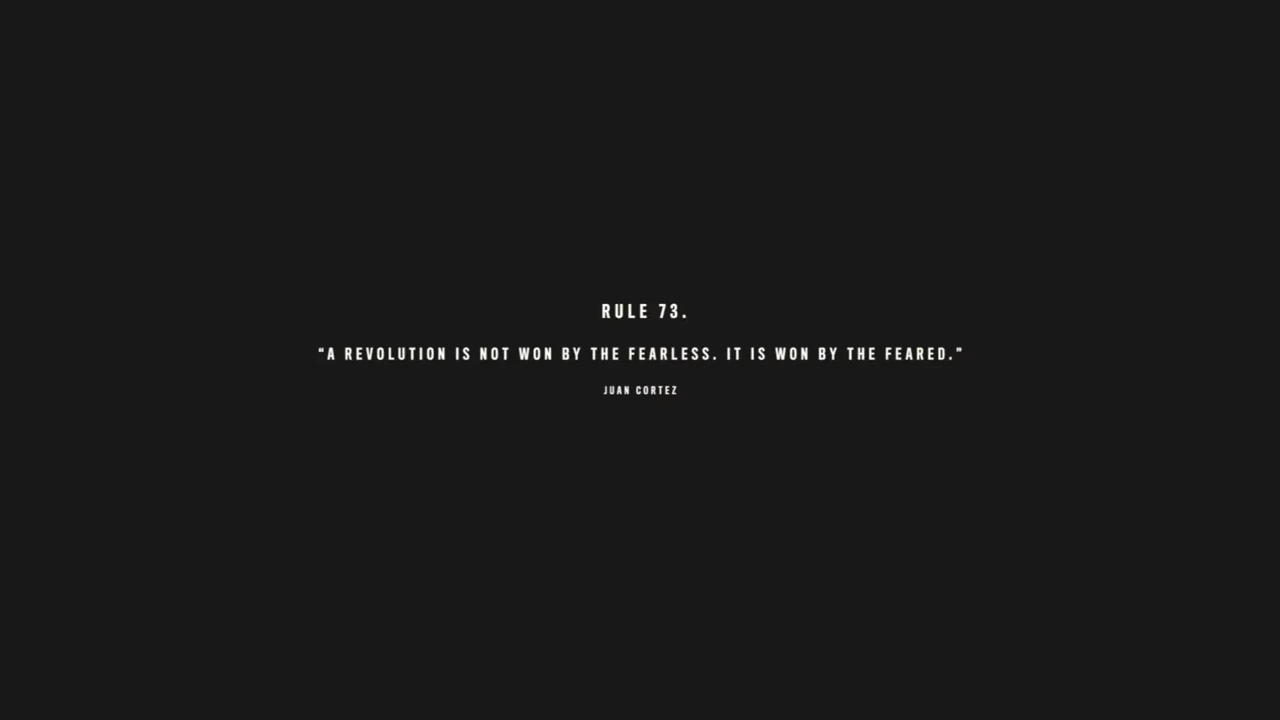 RULE 73.
“A REVOLUTION IS NOT WON BY THE FEARLESS. IT IS WON BY THE FEARED.”
JUAN CORTEZ